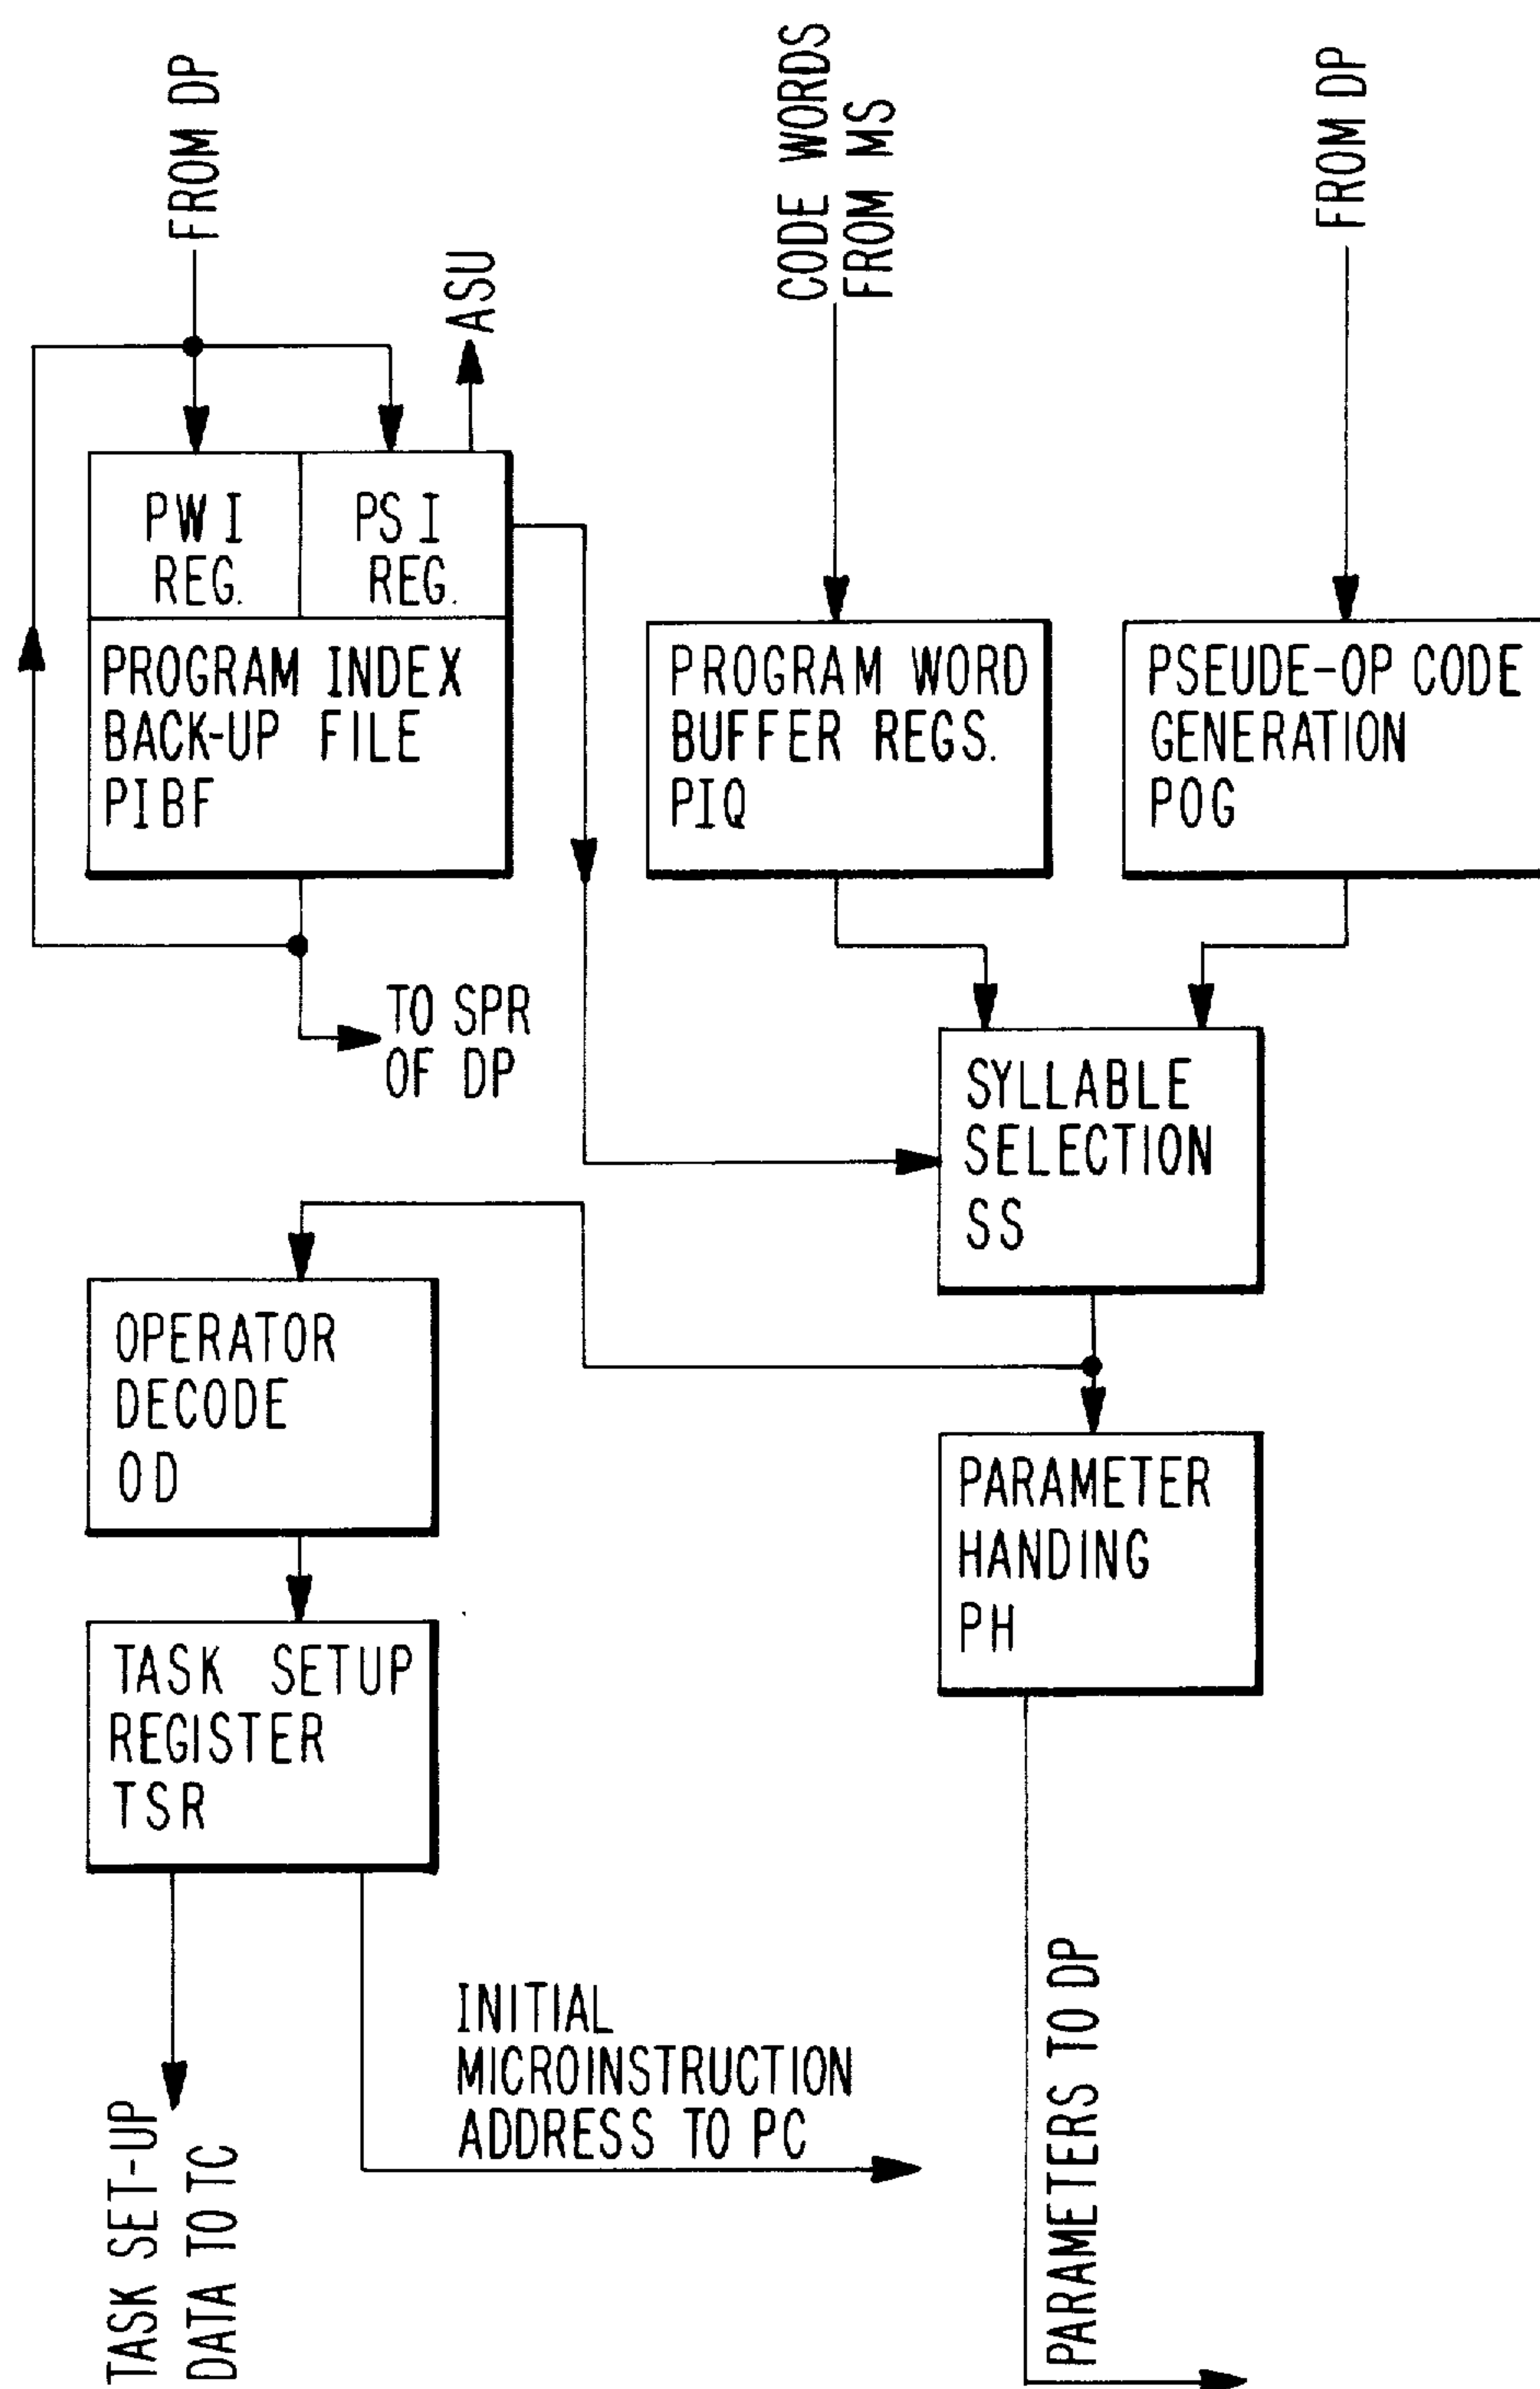 FROM DP
ASU
CODE WORDS
FROM MS
FROM DP
PWI
REG.
PSI
REG.
PROGRAM INDEX
BACK-UP FILE
PIBF
PROGRAM WORD
BUFFER REGS.
PIQ
PSEUDE-OP CODE
GENERATION
POG
TO SPR
OF DP
SYLLABLE
SELECTION
SS
OPERATOR
DECODE
OD
PARAMETER
HANDING
PH
TASK SETUP
REGISTER
TSR
INITIAL
MICROINSTRUCTION
ADDRESS TO PC
TASK SET-UP
DATA TO TC
PARAMETERS TO DP